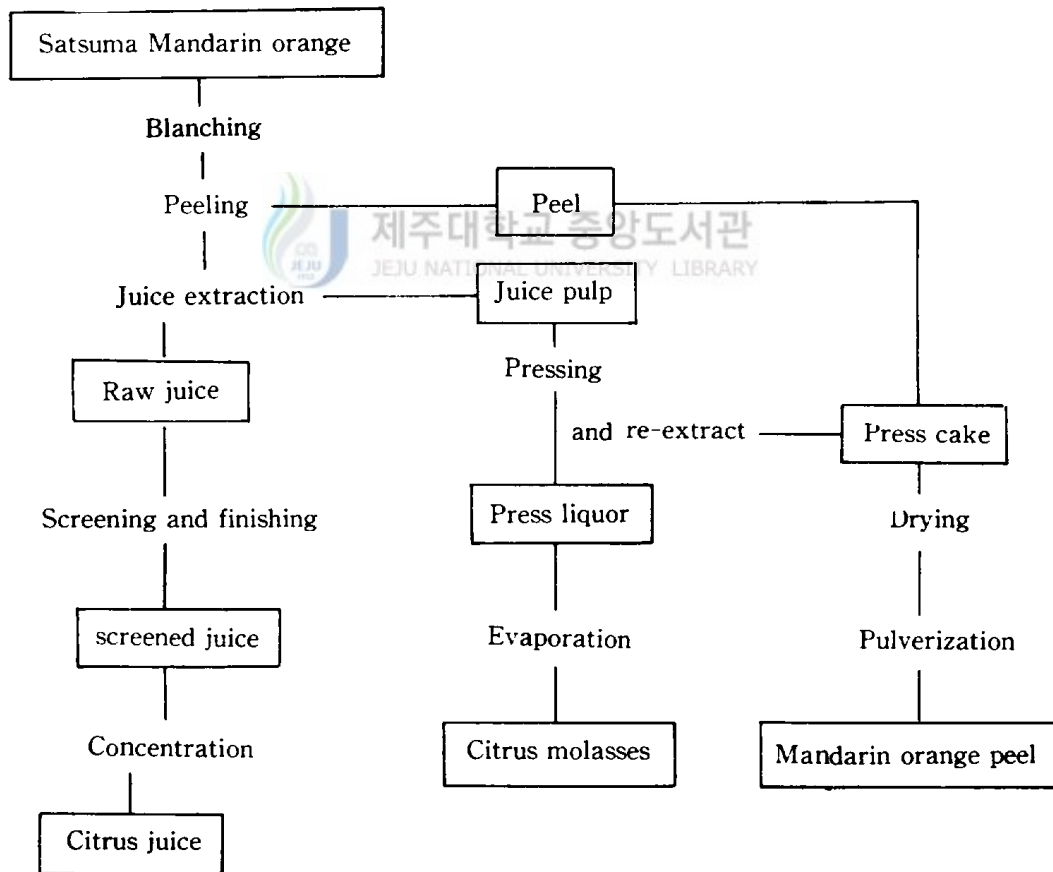 Satsuma Mandarin orange
Blanching
Peeling
Peel
제주대학교 중앙도서관
JEJU NATIONAL UNIVERSITY LIBRARY
JEJU
1952
Juice extraction
Juice pulp
Pressing
Raw juice
and re-extract
Press cake
Press liquor
Screening and finishing
Drying
screened juice
Evaporation
Pulverization
Concentration
Citrus molasses
Mandarin orange peel
Citrus juice